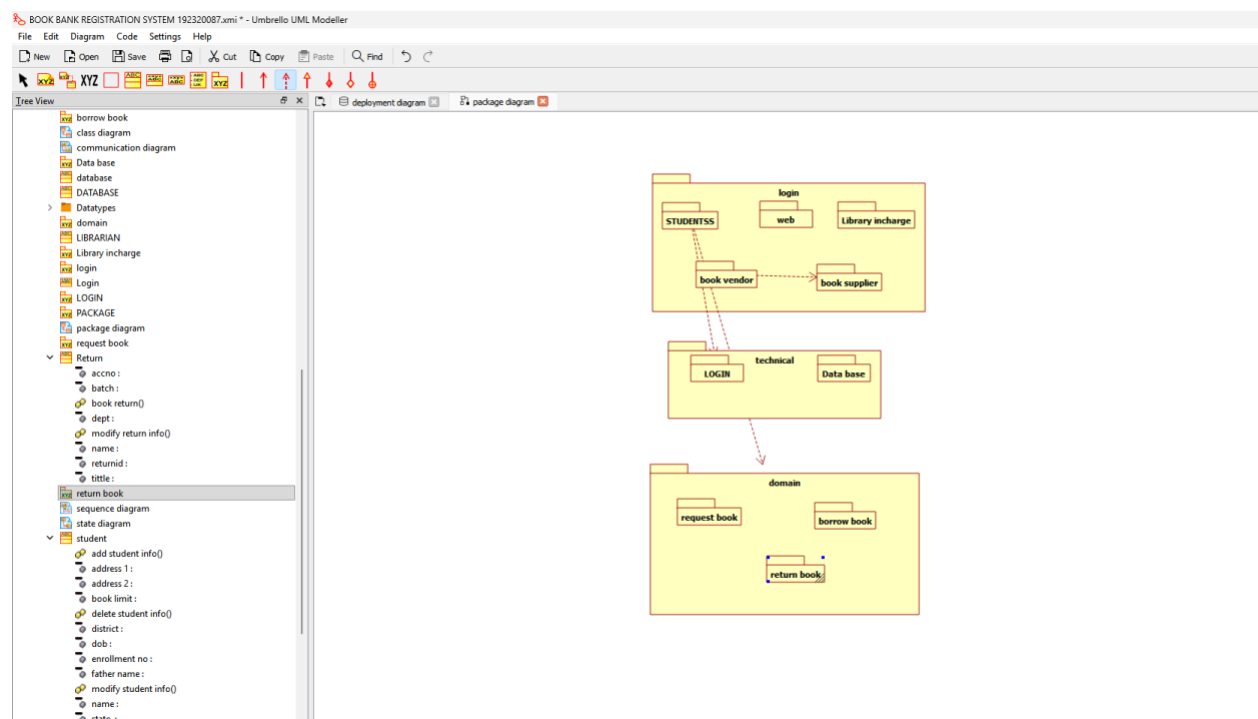 BOOK BANK REGISTRATION SYSTEM 192320087.xmi * - Umbrello UML Modeller
File Edit Diagram Code Settings Help
New Open Save Cut Copy Paste Find
XYZ
Tree View
deployment diagram package diagram
borrow book
class diagram
communication diagram
Data base
database
DATABASE
Datatypes
domain
LIBRARIAN
Library incharge
login
Login
LOGIN
PACKAGE
package diagram
request book
Return
accno :
batch :
book return()
dept :
modify return info()
name :
returnid :
tittle :
return book
sequence diagram
state diagram
student
add student info()
address 1 :
address 2 :
book limit :
delete student info()
district :
dob :
enrollment no :
father name :
modify student info()
name :
state :
login
STUDENTSS web Library incharge
book vendor book supplier
technical
LOGIN Data base
domain
request book borrow book
return book